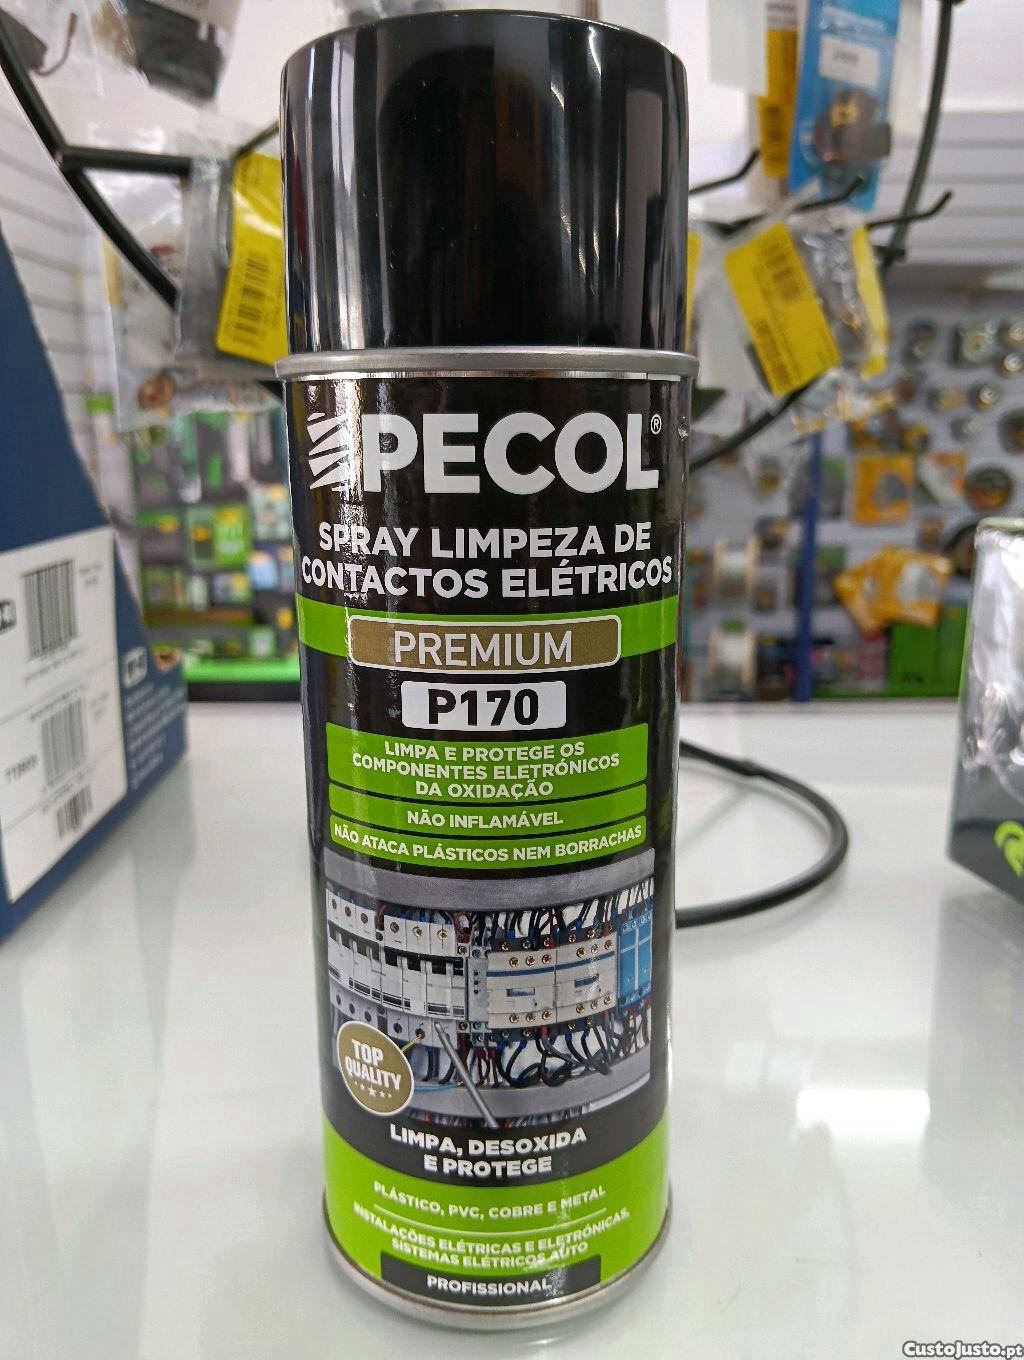 PECOL®
SPRAY LIMPEZA DE
CONTACTOS ELÉTRICOS
PREMIUM
P170
LIMPA E PROTEGE OS
COMPONENTES ELETRÓNICOS
DA OXIDAÇÃO
NÃO INFLAMÁVEL
NÃO ATACA PLÁSTICOS NEM BORRACHAS
TOP
QUALITY
LIMPA, DESOXIDA
E PROTEGE
PLÁSTICO, PVC, COBRE E METAL
INSTALAÇÕES ELÉTRICAS E ELETRÓNICAS,
SISTEMAS ELÉTRICOS AUTO
PROFISSIONAL
CustoJusto.pt